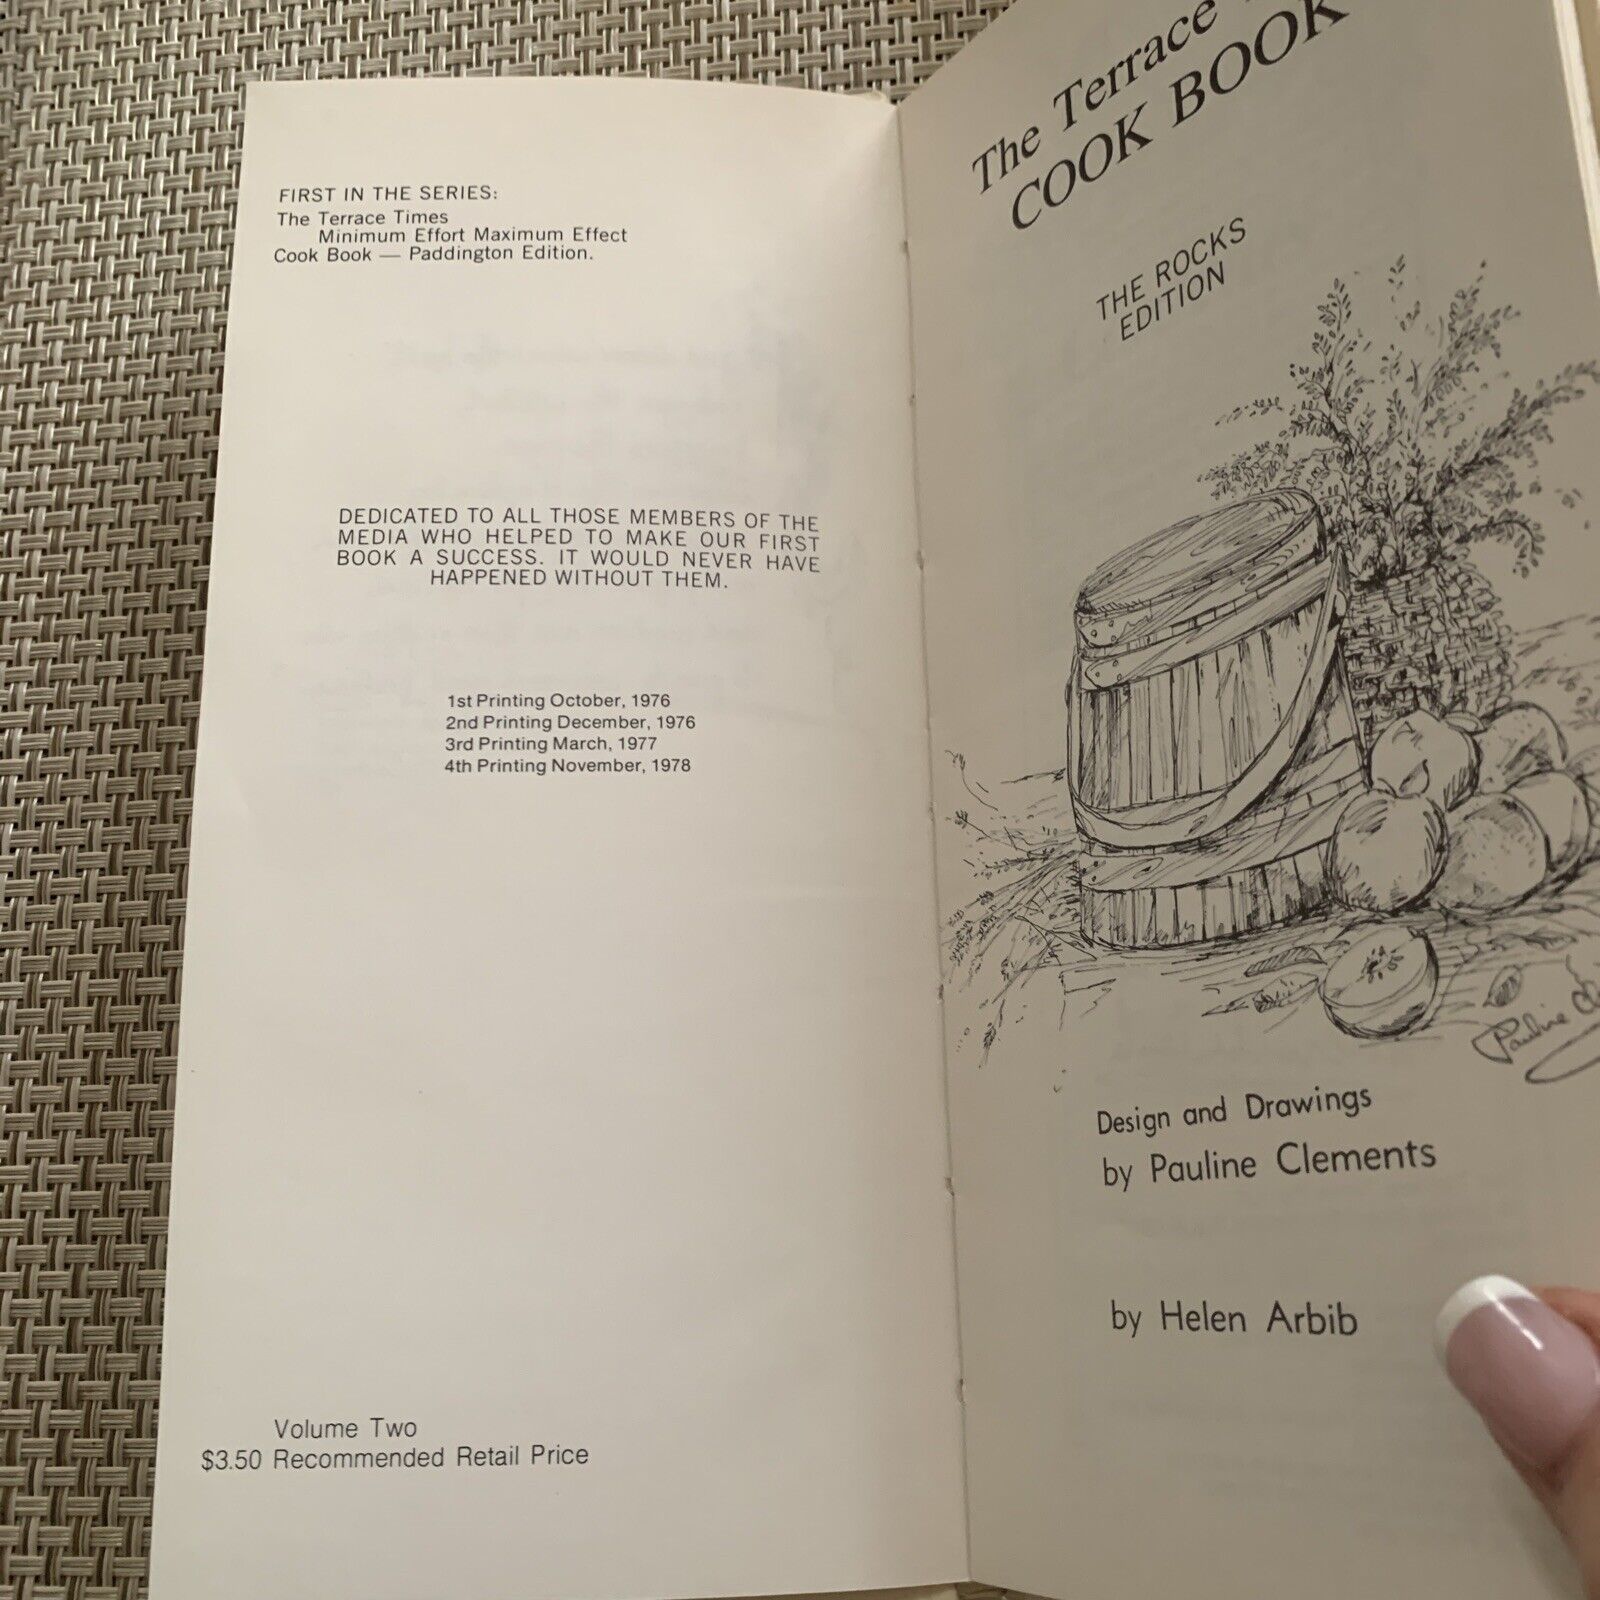 FIRST IN THE SERIES:
The Terrace Times
Minimum Effort Maximum Effect
Cook Book — Paddington Edition.
DEDICATED TO ALL THOSE MEMBERS OF THE
MEDIA WHO HELPED TO MAKE OUR FIRST
BOOK A SUCCESS. IT WOULD NEVER HAVE
HAPPENED WITHOUT THEM.
1st Printing October, 1976
2nd Printing December, 1976
3rd Printing March, 1977
4th Printing November, 1978
Volume Two
$3.50 Recommended Retail Price
The Terrace
COOK BOOK
THE ROCKS
EDITION
Pauline
Design and Drawings
by Pauline Clements
by Helen Arbib